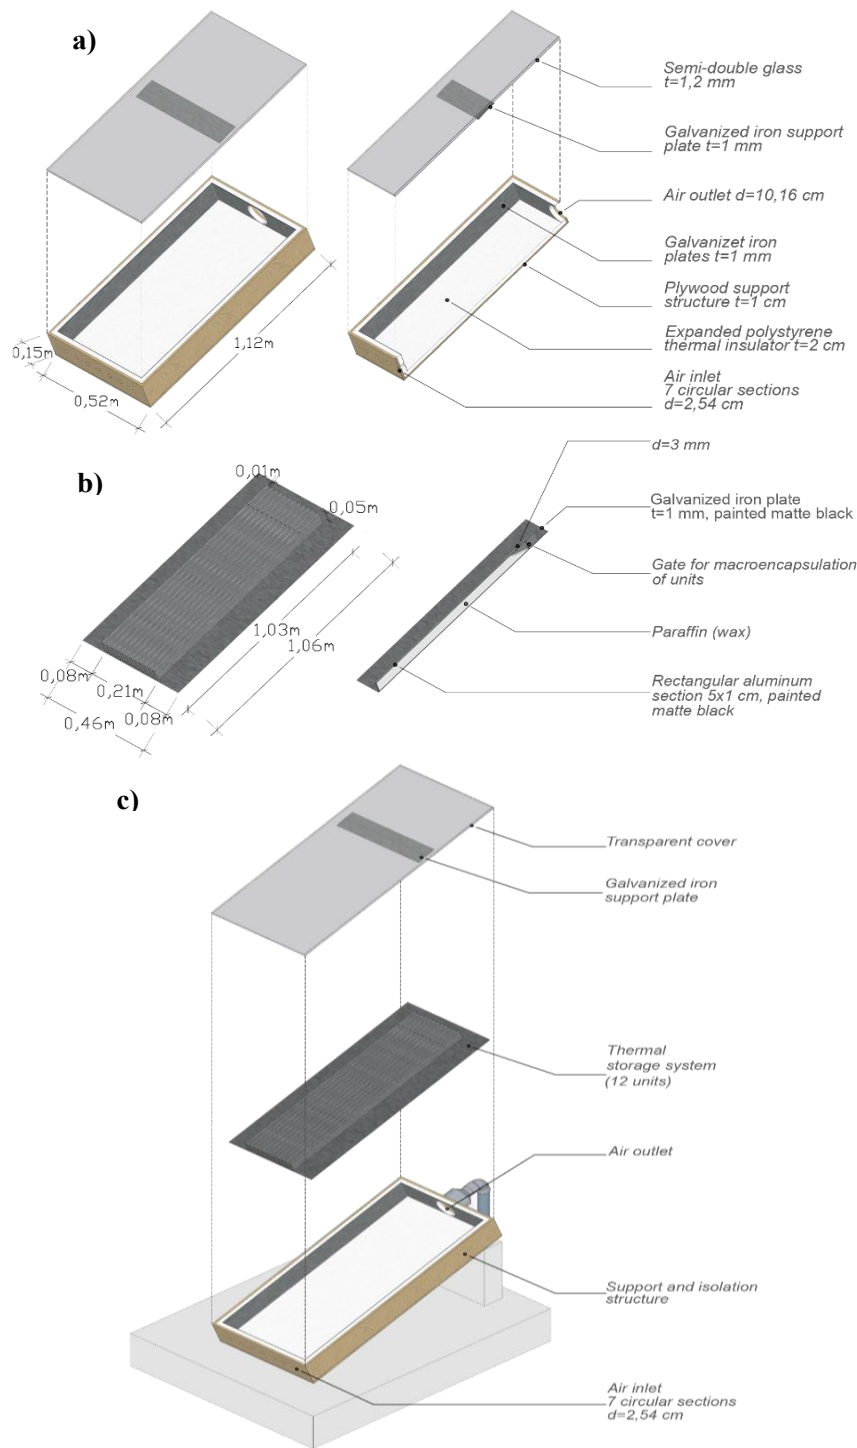 a)
Semi-double glass
t=1,2 mm
Galvanized iron support
plate t=1 mm
Air outlet d=10,16 cm
Galvanizet iron
plates t=1 mm
Plywood support
structure t=1 cm
Expanded polystyrene
thermal insulator t=2 cm
Air inlet
7 circular sections
d=2,54 cm
0,15m
0,52m
1,12m
b)
0,01m
0,05m
1,03m
1,06m
0,08m
0,21m
0,08m
0,46m
d=3 mm
Galvanized iron plate
t=1 mm, painted matte black
Gate for macroencapsulation
of units
Paraffin (wax)
Rectangular aluminum
section 5x1 cm, painted
matte black
c)
Transparent cover
Galvanized iron
support plate
Thermal
storage system
(12 units)
Air outlet
Support and isolation
structure
Air inlet
7 circular sections
d=2,54 cm